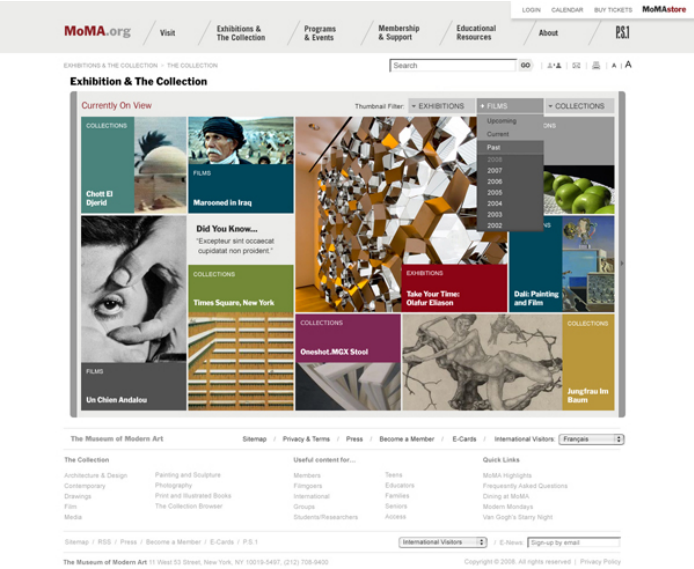 LOGIN CALENDAR BUY TICKETS MoMAstore
MoMA.org / Visit / Exhibitions & The Collection / Programs & Events / Membership & Support / Educational Resources / About / P.S.1
EXHIBITIONS & THE COLLECTION - THE COLLECTION
Search GO | | | | A | A
Exhibition & The Collection
Currently On View
Thumbnail Filter: EXHIBITIONS FILMS COLLECTIONS
Upcoming
Current
Past
2008
2007
2006
2005
2004
2003
2002
COLLECTIONS
Chott El
Djerid
FILMS
Marooned in Iraq
Did You Know...
"Excepteur sint occaecat
cupidatat non proident."
COLLECTIONS
Times Square, New York
EXHIBITIONS
Take Your Time:
Olafur Eliason
Dali: Painting
and Film
FILMS
Un Chien Andalou
COLLECTIONS
Oneshot.MGX Stool
COLLECTIONS
Jungfrau Im
Baum
The Museum of Modern Art
Sitemap / Privacy & Terms / Press / Become a Member / E-Cards / International Visitors: Français
The Collection
Architecture & Design
Contemporary
Drawings
Film
Media
Painting and Sculpture
Photography
Print and Illustrated Books
The Collection Browser
Useful content for...
Members
Filmgoers
International
Groups
Students/Researchers
Teens
Educators
Families
Seniors
Access
Quick Links
MoMA Highlights
Frequeantly Asked Questions
Dining at MoMA
Modern Mondays
Van Gogh's Starry Night
Sitemap / RSS / Press / Become a Member / E-Cards / P.S.1
International Visitors / E-News: Sign-up by email
The Museum of Modern Art 11 West 53 Street, New York, NY 10019-5497, (212) 708-9400
Copyright © 2008. All rights reserved | Privacy Policy